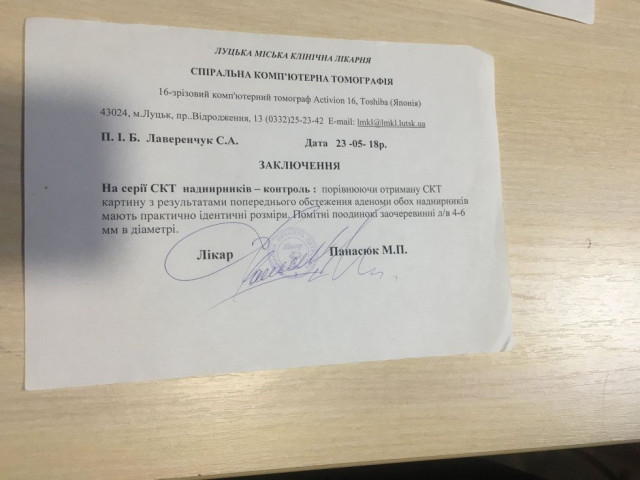 ЛУЦЬКА МІСЬКА КЛІНІЧНА ЛІКАРНЯ
СПІРАЛЬНА КОМП'ЮТЕРНА ТОМОГРАФІЯ
16-зрізовий комп'ютерний томограф Activion 16, Toshiba (Японія)
43024, м.Луцьк, пр..Відродження, 13 (0332)25-23-42 E-mail: lmkl@lmkl.lutsk.ua
П. І. Б. Лаверенчук С.А. Дата 23 -05- 18р.
ЗАКЛЮЧЕННЯ
На серії СКТ наднирників – контроль : порівнюючи отриману СКТ
картину з результатами попереднього обстеження аденоми обох наднирників
мають практично ідентичні розміри. Помітні поодинокі заочеревинні л/в 4-6
мм в діаметрі.
Лікар Панасюк М.П.